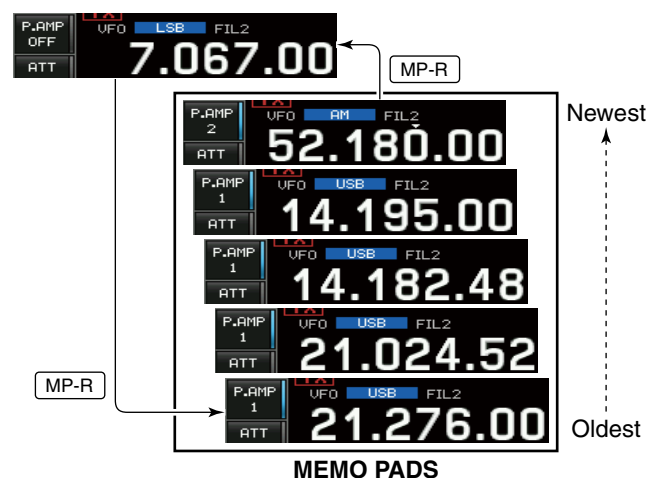 P.AMP OFF ATT TX VFO LSB FIL2
7.067.00
MP-R
Newest
P.AMP 2 ATT TX VFO AM FIL2
52.180.00
P.AMP 1 ATT TX VFO USB FIL2
14.195.00
P.AMP 1 ATT TX VFO USB FIL2
14.182.48
P.AMP 1 ATT TX VFO USB FIL2
21.024.52
MP-R
P.AMP 1 ATT TX VFO USB FIL2
21.276.00
Oldest
MEMO PADS